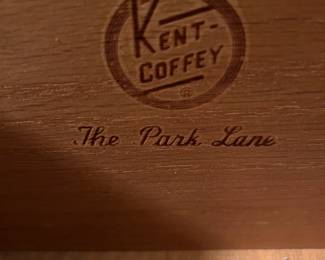 KENT-
COFFEY
®
The Park Lane